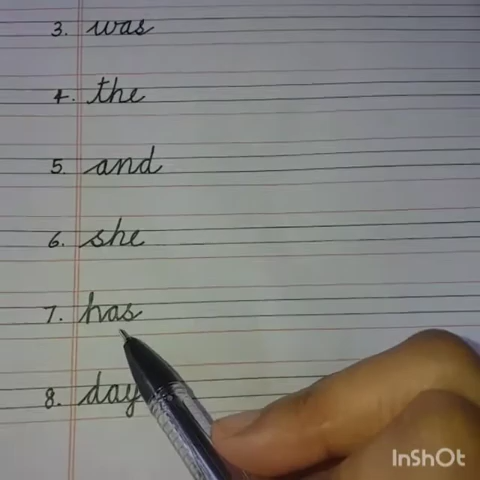 3. was
4. the
5. and
6. she
7. has
8. day
InShOt